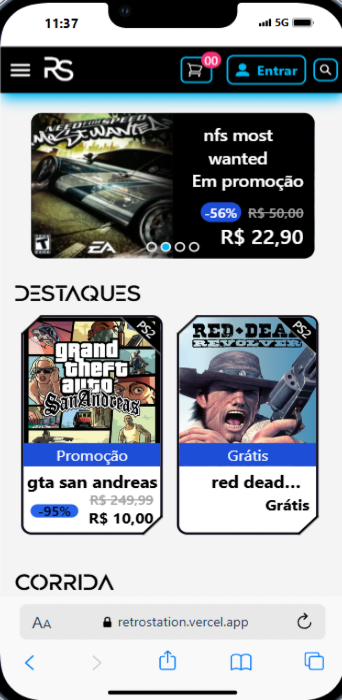 11:37
5G
RS
00
Entrar
NEED FOR SPEED
MOST WANTED
EA
nfs most
wanted
Em promoção
-56% R$ 50,00
R$ 22,90
DESTAQUES
PS2
grand
theft
auto
San Andreas
Promoção
gta san andreas
R$ 249,99
-95%
R$ 10,00
PS2
RED DEAD
REVOLVER
Grátis
red dead...
Grátis
CORRIDA
AA
retrostation.vercel.app